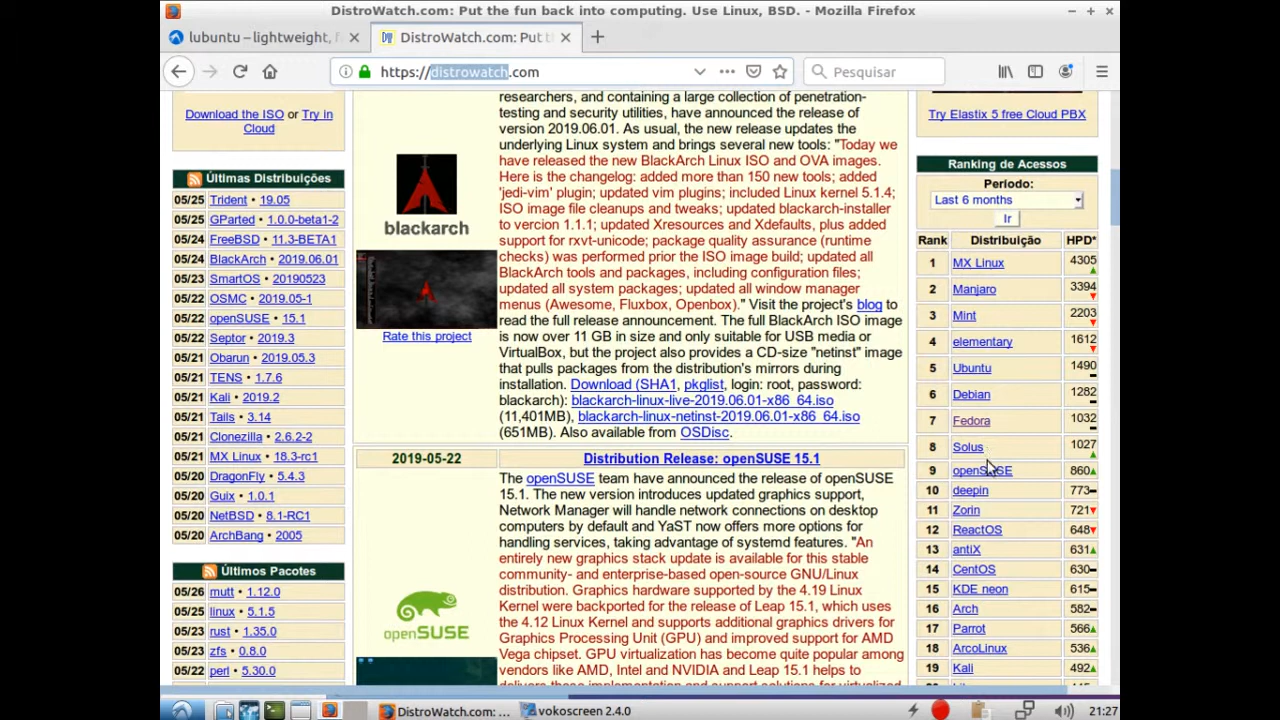 DistroWatch.com: Put the fun back into computing. Use Linux, BSD. - Mozilla Firefox
lubuntu – lightweight, f
DistroWatch.com: Put t
https://distrowatch.com
Pesquisar
Download the ISO or Try in
Cloud
Últimas Distribuições
05/25 Trident • 19.05
05/25 GParted • 1.0.0-beta1-2
05/24 FreeBSD • 11.3-BETA1
05/24 BlackArch • 2019.06.01
05/23 SmartOS • 20190523
05/22 OSMC • 2019.05-1
05/22 openSUSE • 15.1
05/22 Septor • 2019.3
05/21 Obarun • 2019.05.3
05/21 TENS • 1.7.6
05/21 Kali • 2019.2
05/21 Tails • 3.14
05/21 Clonezilla • 2.6.2-2
05/21 MX Linux • 18.3-rc1
05/20 DragonFly • 5.4.3
05/20 Guix • 1.0.1
05/20 NetBSD • 8.1-RC1
05/20 ArchBang • 2005
Últimos Pacotes
05/26 mutt • 1.12.0
05/25 linux • 5.1.5
05/23 rust • 1.35.0
05/23 zfs • 0.8.0
05/22 perl • 5.30.0
blackarch
Rate this project
researchers, and containing a large collection of penetration-
testing and security utilities, have announced the release of
version 2019.06.01. As usual, the new release updates the
underlying Linux system and brings several new tools: "Today we
have released the new BlackArch Linux ISO and OVA images.
Here is the changelog: added more than 150 new tools; added
'jedi-vim' plugin; updated vim plugins; included Linux kernel 5.1.4;
ISO image file cleanups and tweaks; updated blackarch-installer
to vercion 1.1.1; updated Xresources and Xdefaults, plus added
support for rxvt-unicode; package quality assurance (runtime
checks) was performed prior the ISO image build; updated all
BlackArch tools and packages, including configuration files;
updated all system packages; updated all window manager
menus (Awesome, Fluxbox, Openbox)." Visit the project's blog to
read the full release announcement. The full BlackArch ISO image
is now over 11 GB in size and only suitable for USB media or
VirtualBox, but the project also provides a CD-size "netinst" image
that pulls packages from the distribution's mirrors during
installation. Download (SHA1, pkglist, login: root, password:
blackarch): blackarch-linux-live-2019.06.01-x86_64.iso
(11,401MB), blackarch-linux-netinst-2019.06.01-x86_64.iso
(651MB). Also available from OSDisc.
2019-05-22 Distribution Release: openSUSE 15.1
openSUSE
The openSUSE team have announced the release of openSUSE
15.1. The new version introduces updated graphics support,
Network Manager will handle network connections on desktop
computers by default and YaST now offers more options for
handling services, taking advantage of systemd features. "An
entirely new graphics stack update is available for this stable
community- and enterprise-based open-source GNU/Linux
distribution. Graphics hardware supported by the 4.19 Linux
Kernel were backported for the release of Leap 15.1, which uses
the 4.12 Linux Kernel and supports additional graphics drivers for
Graphics Processing Unit (GPU) and improved support for AMD
Vega chipset. GPU virtualization has become quite popular among
vendors like AMD, Intel and NVIDIA and Leap 15.1 helps to
Try Elastix 5 free Cloud PBX
Ranking de Acessos
Período:
Last 6 months
Ir
Rank Distribuição HPD*
1 MX Linux 4305
2 Manjaro 3394
3 Mint 2203
4 elementary 1612
5 Ubuntu 1490
6 Debian 1282
7 Fedora 1032
8 Solus 1027
9 openSUSE 860
10 deepin 773
11 Zorin 721
12 ReactOS 648
13 antiX 631
14 CentOS 630
15 KDE neon 615
16 Arch 582
17 Parrot 566
18 ArcoLinux 536
19 Kali 492
DistroWatch.com: ...
vokoscreen 2.4.0
21:27